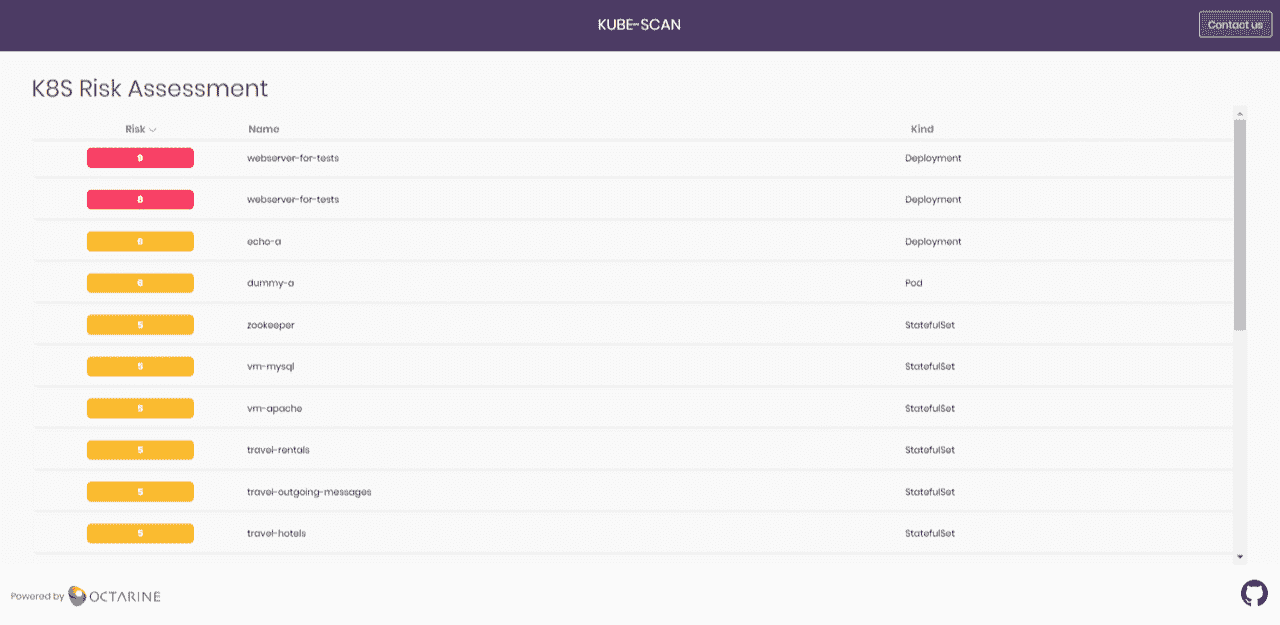 KUBE-SCAN
Contact us
K8S Risk Assessment
Risk Name Kind
9 webserver-for-tests Deployment
8 webserver-for-tests Deployment
6 echo-a Deployment
6 dummy-a Pod
5 zookeeper StatefulSet
5 vm-mysql StatefulSet
5 vm-apache StatefulSet
5 travel-rentals StatefulSet
5 travel-outgoing-messages StatefulSet
5 travel-hotels StatefulSet
Powered by OCTARINE